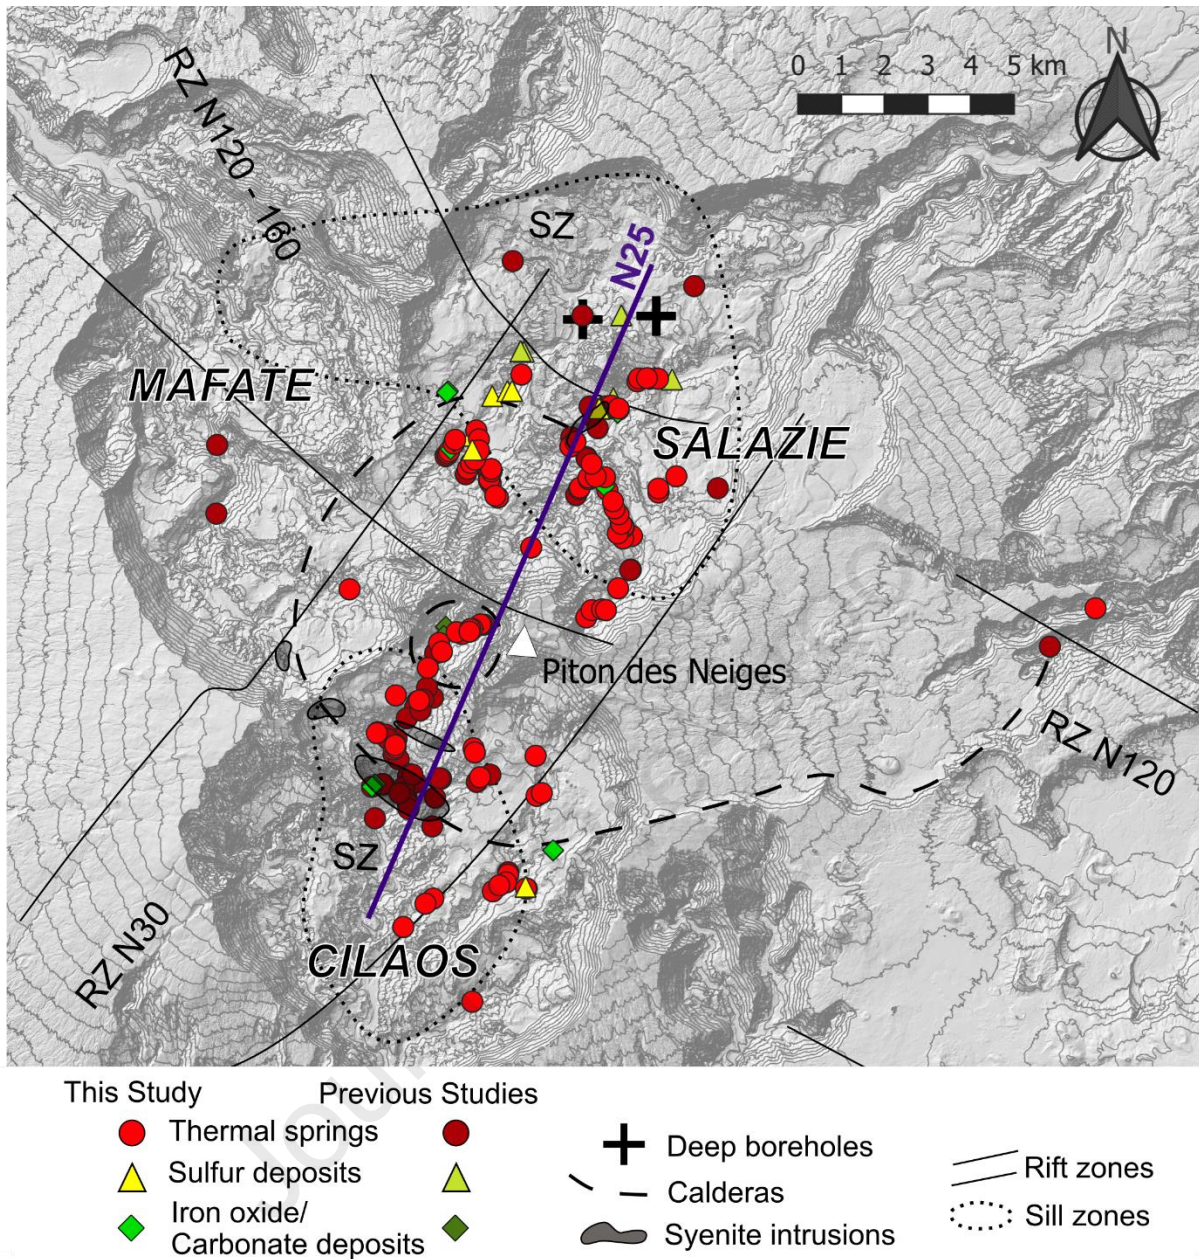 N
0 1 2 3 4 5 km
RZ N120 - 160
SZ
N25
MAFATE
SALAZIE
Piton des Neiges
RZ N120
SZ
RZ N30
CILAOS
This Study Previous Studies
Thermal springs
Sulfur deposits
Iron oxide/
Carbonate deposits
Deep boreholes
Calderas
Syenite intrusions
Rift zones
Sill zones